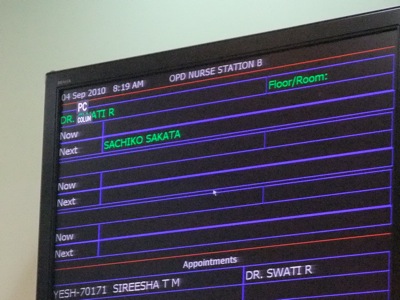 04 Sep 2010 8:19 AM OPD NURSE STATION B
Floor/Room:
PC
DR. SWATI R
Now
Next SACHIKO SAKATA
Now
Next
Now
Next
Appointments
YESH-70171 SIREESHA T M DR. SWATI R